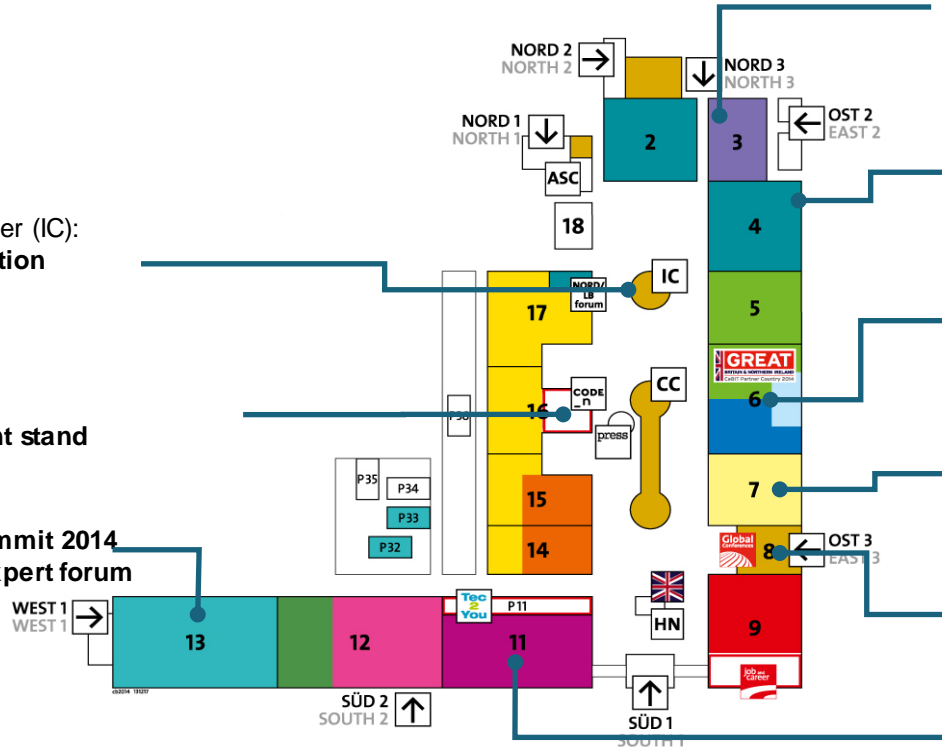 NORD 2
NORTH 2
NORD 3
NORTH 3
NORD 1
NORTH 1
OST 2
EAST 2
2
3
ASC
18
4
er (IC):
tion
IC
NORD/
LB
forum
17
5
GREAT
BRITAIN & NORTHERN IRELAND
CeBIT Partner Country 2014
6
CC
CODE
_n
16
press
nt stand
P35
P34
P33
P32
15
14
7
Global
Conferences
8
OST 3
EAST 3
mmit 2014
xpert forum
WEST 1
WEST 1
Tec
2
You
P11
HN
13
12
11
9
job and
career
cb2014 131217
SÜD 2
SOUTH 2
SÜD 1
SOUTH 1